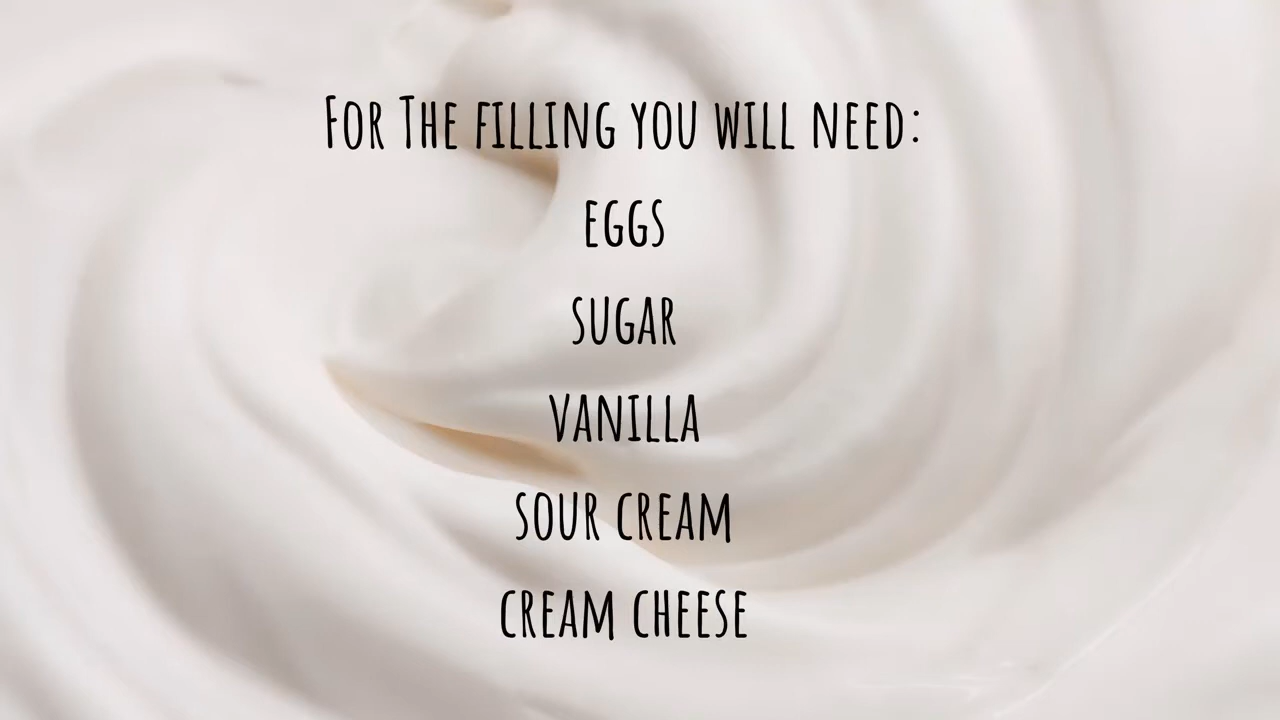 For The filling you will need:
eggs
sugar
vanilla
sour cream
cream cheese